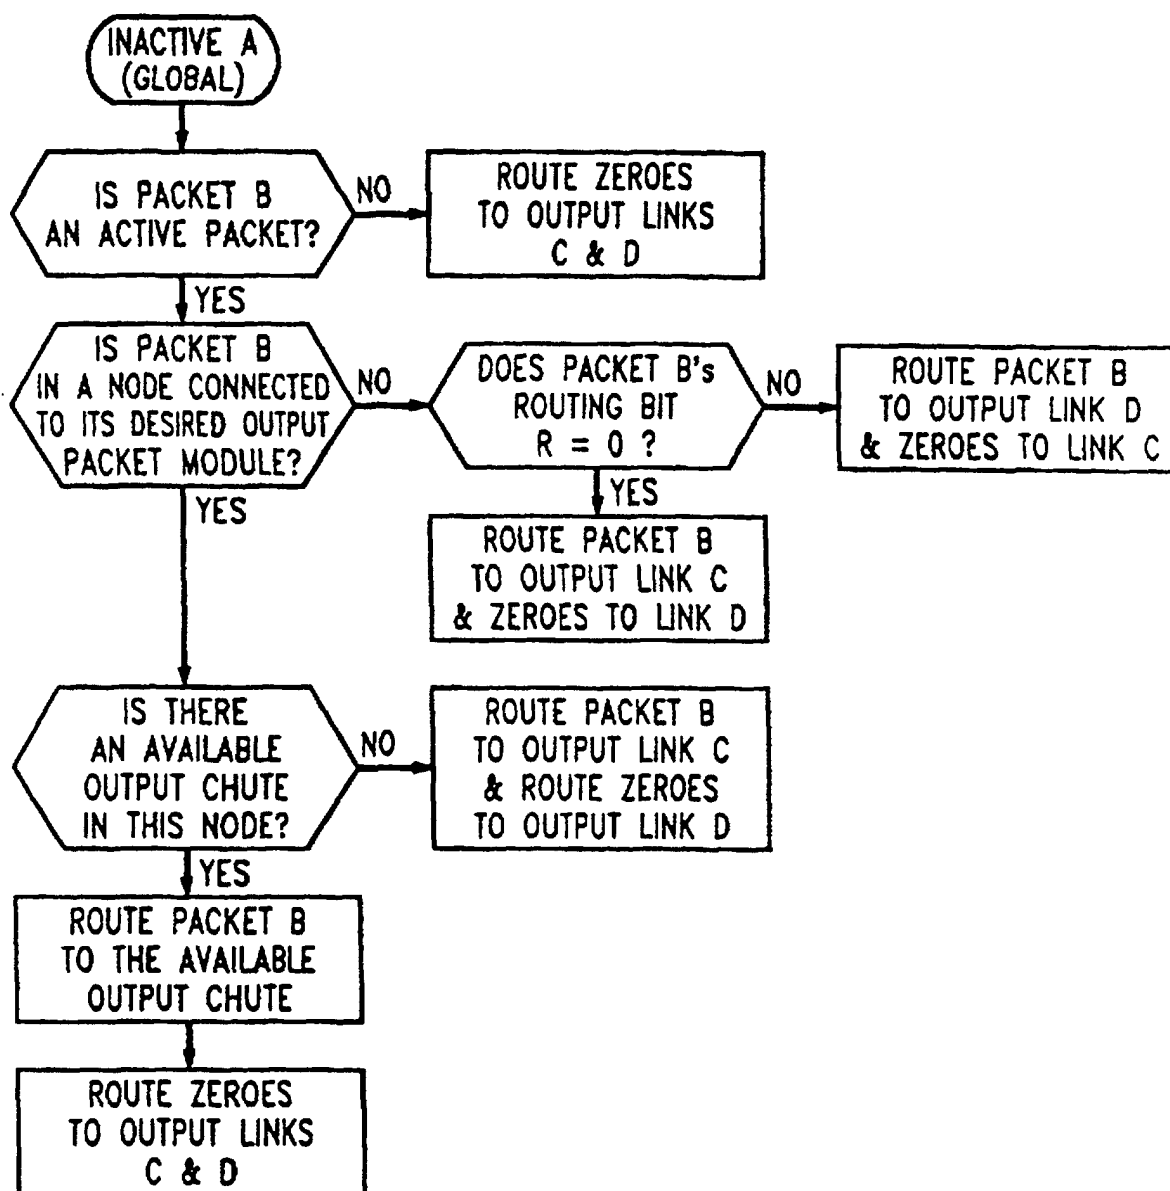 INACTIVE A
(GLOBAL)
IS PACKET B
AN ACTIVE PACKET?
NO
ROUTE ZEROES
TO OUTPUT LINKS
C & D
YES
IS PACKET B
IN A NODE CONNECTED
TO ITS DESIRED OUTPUT
PACKET MODULE?
NO
DOES PACKET B's
ROUTING BIT
R = 0 ?
NO
ROUTE PACKET B
TO OUTPUT LINK D
& ZEROES TO LINK C
YES
YES
ROUTE PACKET B
TO OUTPUT LINK C
& ZEROES TO LINK D
IS THERE
AN AVAILABLE
OUTPUT CHUTE
IN THIS NODE?
NO
ROUTE PACKET B
TO OUTPUT LINK C
& ROUTE ZEROES
TO OUTPUT LINK D
YES
ROUTE PACKET B
TO THE AVAILABLE
OUTPUT CHUTE
ROUTE ZEROES
TO OUTPUT LINKS
C & D